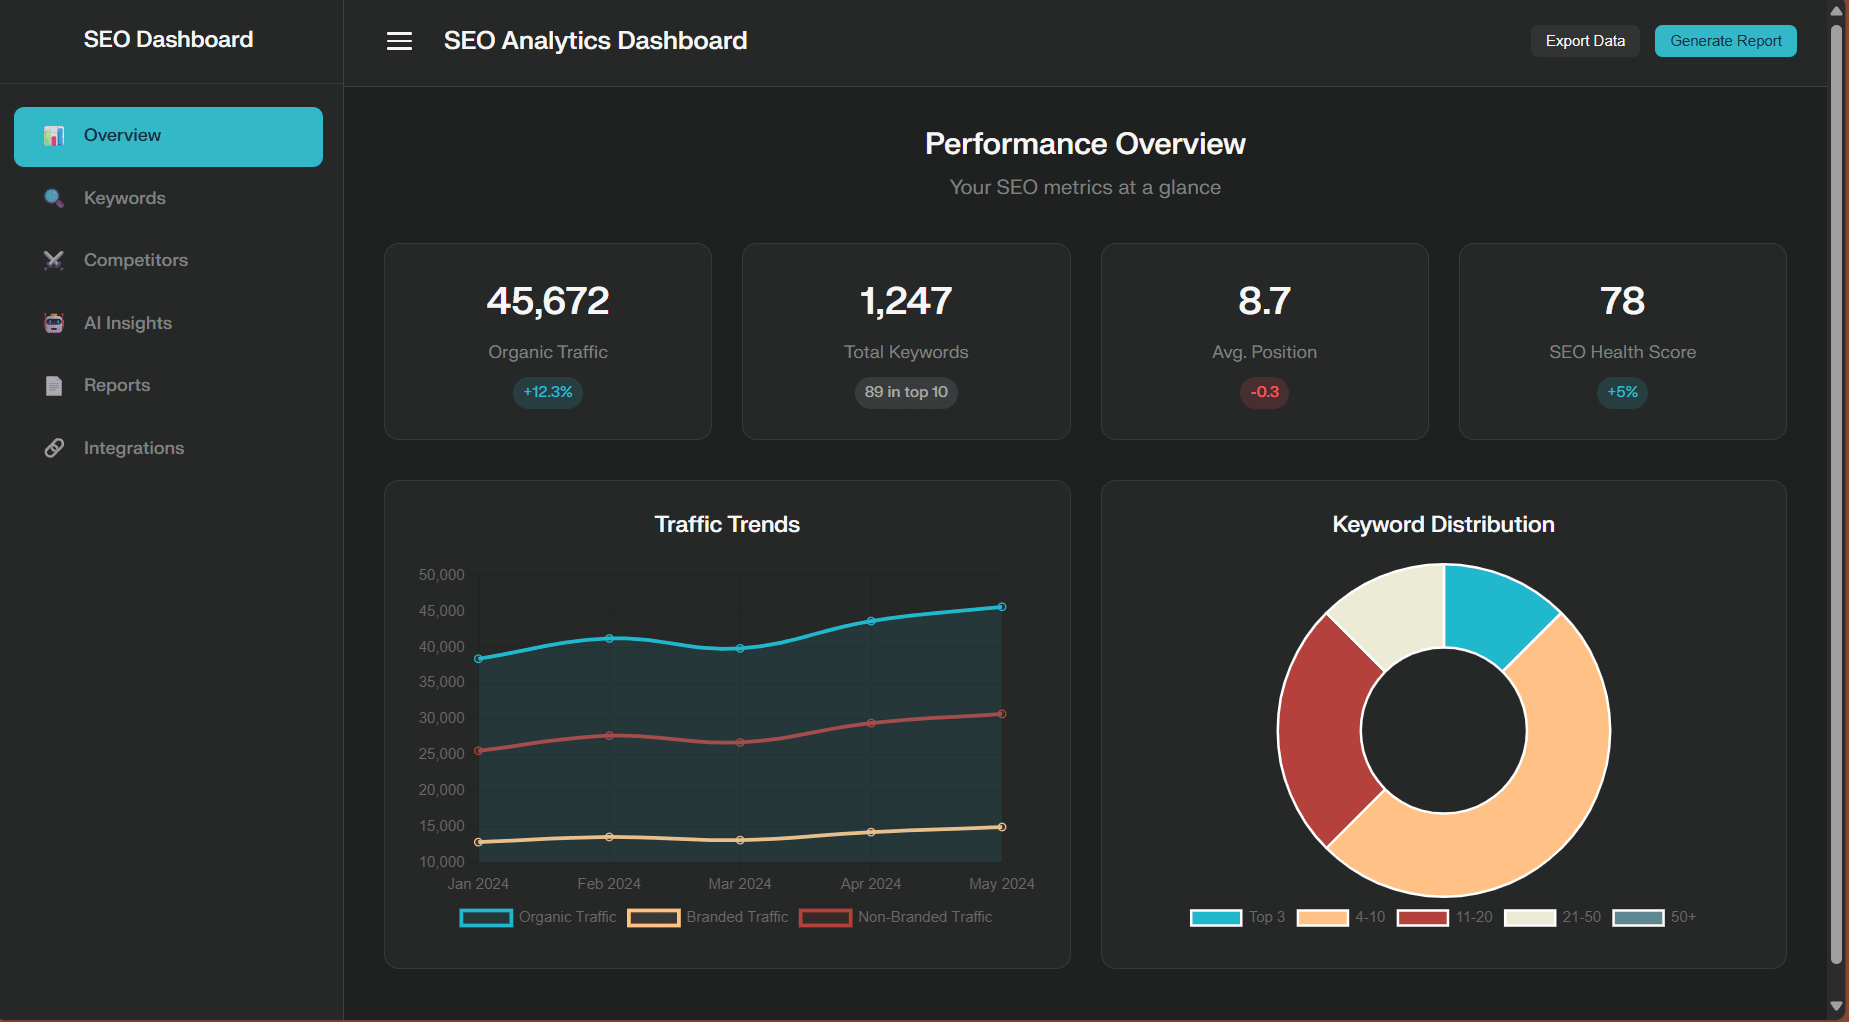 SEO Dashboard
Overview
Keywords
Competitors
AI Insights
Reports
Integrations
SEO Analytics Dashboard
Export Data
Generate Report
Performance Overview
Your SEO metrics at a glance
45,672
Organic Traffic
+12.3%
1,247
Total Keywords
89 in top 10
8.7
Avg. Position
-0.3
78
SEO Health Score
+5%
Traffic Trends
50,000
45,000
40,000
35,000
30,000
25,000
20,000
15,000
10,000
Jan 2024 Feb 2024 Mar 2024 Apr 2024 May 2024
Organic Traffic Branded Traffic Non-Branded Traffic
Keyword Distribution
Top 3 4-10 11-20 21-50 50+